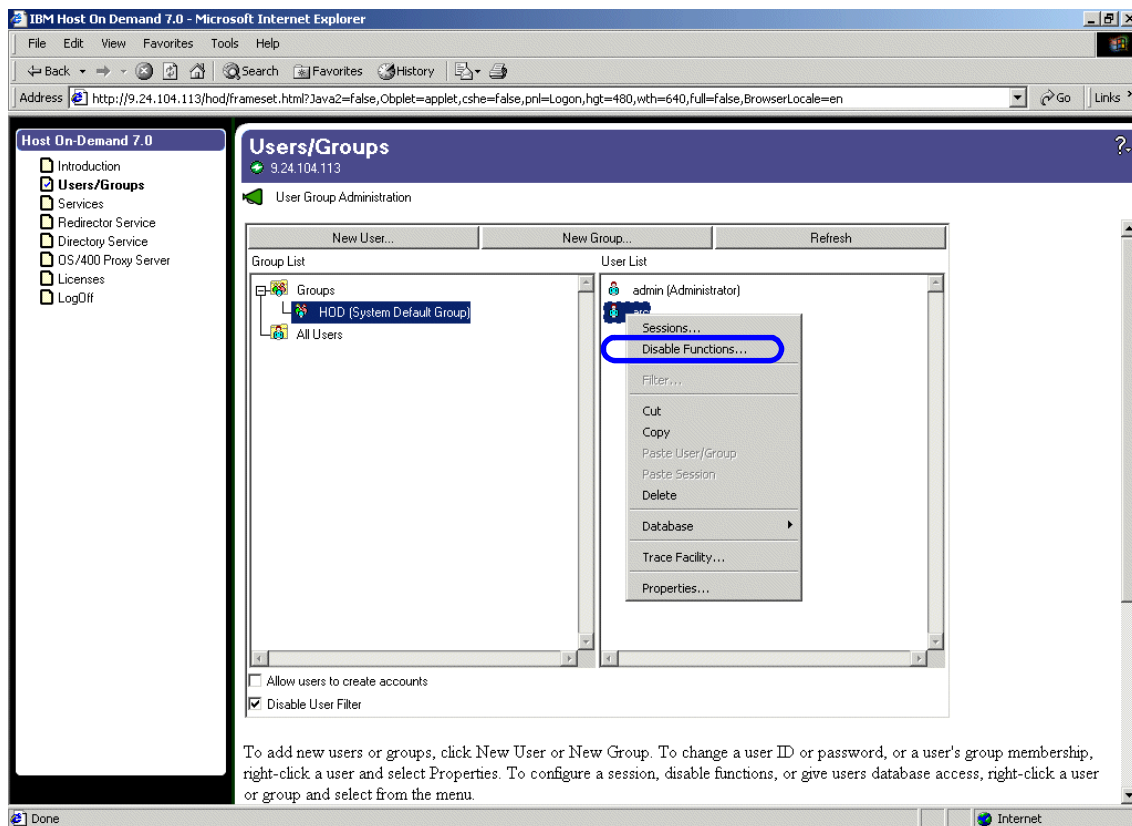 IBM Host On Demand 7.0 - Microsoft Internet Explorer
File Edit View Favorites Tools Help
Back Search Favorites History
Address http://9.24.104.113/hod/frameset.html?Java2=false,Obplet=applet,cshe=false,pnl=Logon,hgt=480,wth=640,full=false,BrowserLocale=en Go Links
Host On-Demand 7.0
Introduction
Users/Groups
Services
Redirector Service
Directory Service
OS/400 Proxy Server
Licenses
LogOff
Users/Groups
9.24.104.113
User Group Administration
New User... New Group... Refresh
Group List User List
Groups
HOD (System Default Group)
All Users
admin (Administrator)
Sessions...
Disable Functions...
Filter...
Cut
Copy
Paste User/Group
Paste Session
Delete
Database
Trace Facility...
Properties...
Allow users to create accounts
Disable User Filter
To add new users or groups, click New User or New Group. To change a user ID or password, or a user's group membership,
right-click a user and select Properties. To configure a session, disable functions, or give users database access, right-click a user
or group and select from the menu.
Done Internet